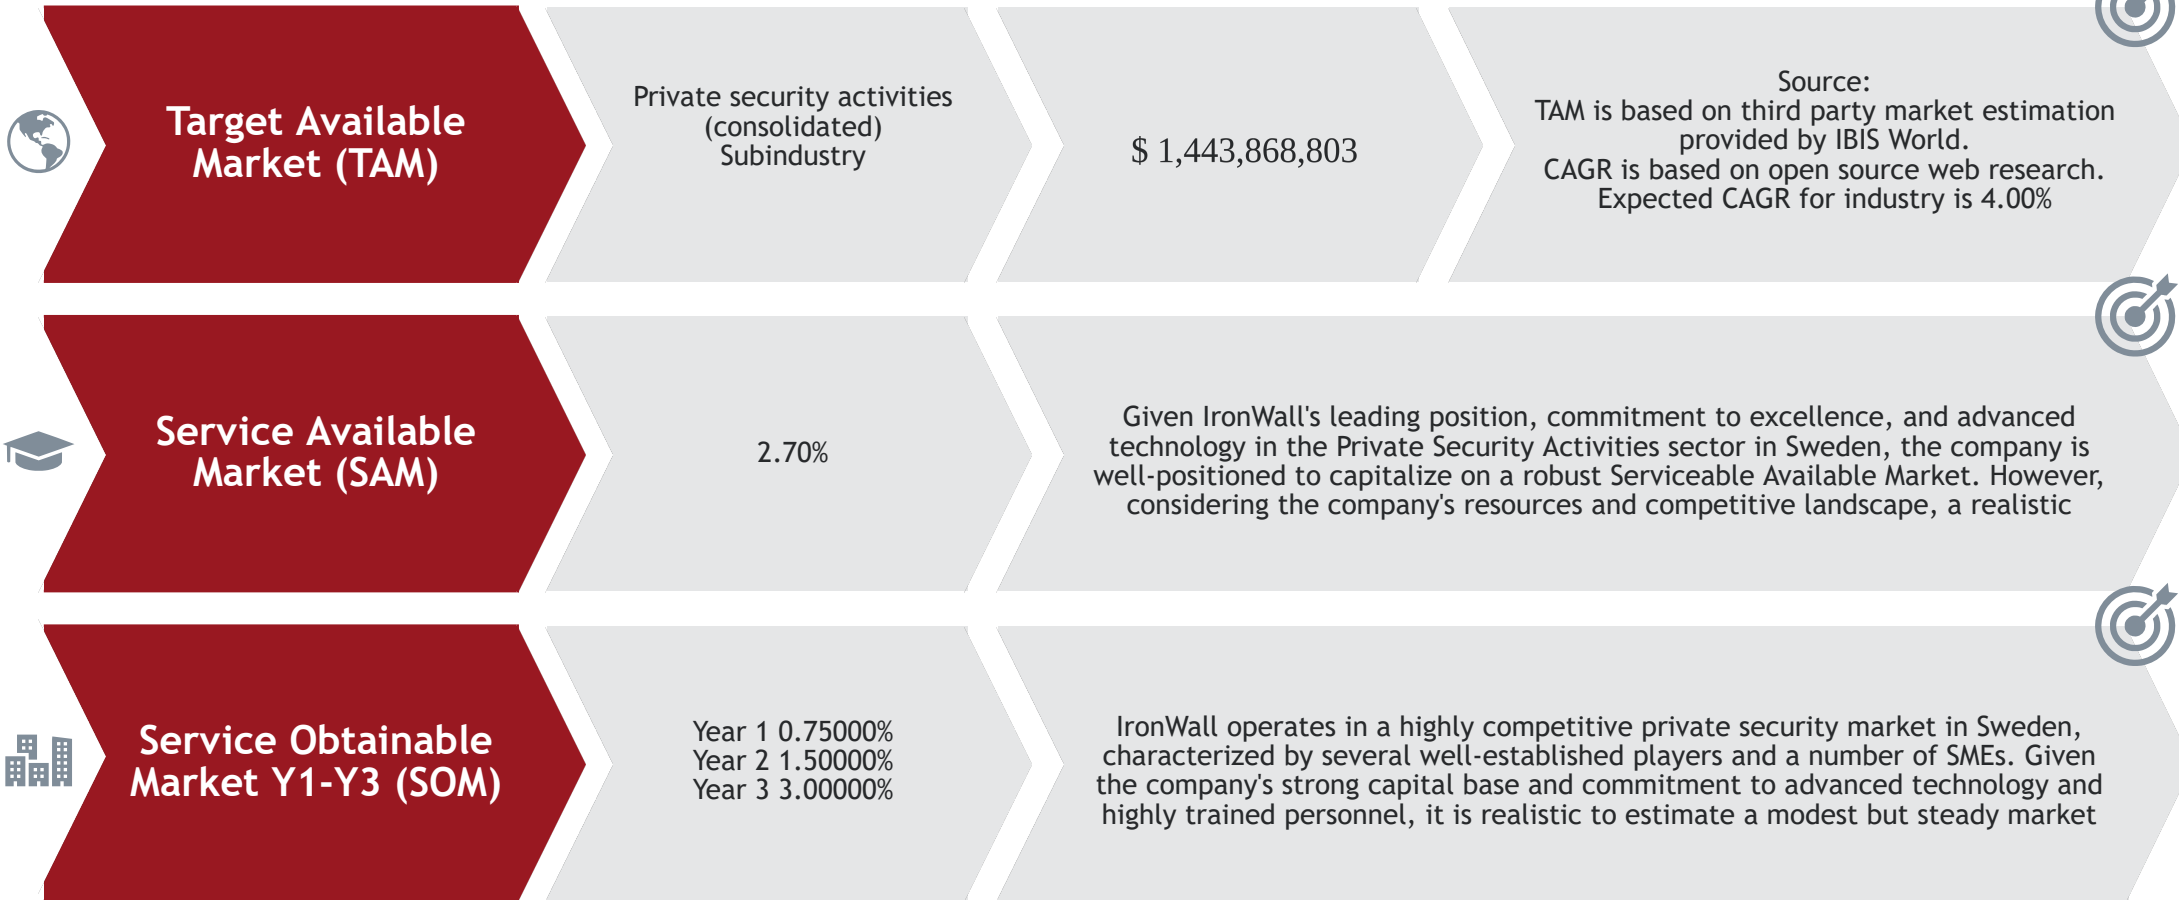 Target Available
Market (TAM)
Private security activities
(consolidated)
Subindustry
$ 1,443,868,803
Source:
TAM is based on third party market estimation
provided by IBIS World.
CAGR is based on open source web research.
Expected CAGR for industry is 4.00%
Service Available
Market (SAM)
2.70%
Given IronWall's leading position, commitment to excellence, and advanced
technology in the Private Security Activities sector in Sweden, the company is
well-positioned to capitalize on a robust Serviceable Available Market. However,
considering the company's resources and competitive landscape, a realistic
Service Obtainable
Market Y1-Y3 (SOM)
Year 1 0.75000%
Year 2 1.50000%
Year 3 3.00000%
IronWall operates in a highly competitive private security market in Sweden,
characterized by several well-established players and a number of SMEs. Given
the company's strong capital base and commitment to advanced technology and
highly trained personnel, it is realistic to estimate a modest but steady market